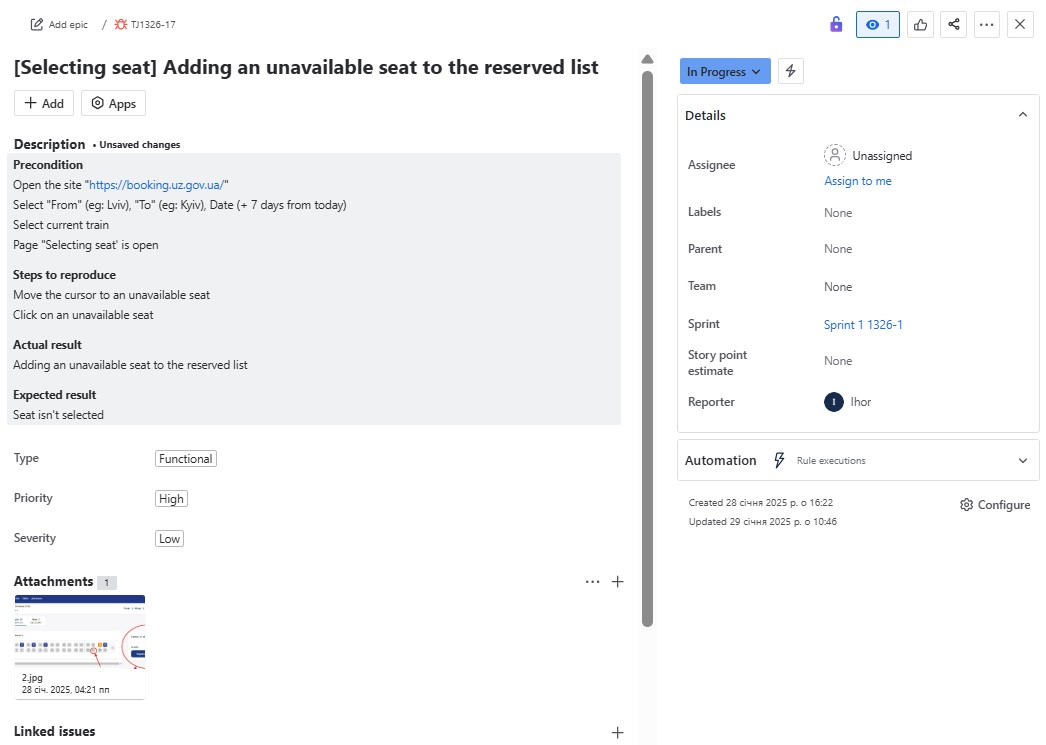 Add epic / TJ1326-17
1
[Selecting seat] Adding an unavailable seat to the reserved list
Add
Apps
Description • Unsaved changes
Precondition
Open the site "https://booking.uz.gov.ua/"
Select "From" (eg: Lviv), "To" (eg: Kyiv), Date (+ 7 days from today)
Select current train
Page "Selecting seat' is open
Steps to reproduce
Move the cursor to an unavailable seat
Click on an unavailable seat
Actual result
Adding an unavailable seat to the reserved list
Expected result
Seat isn't selected
Type Functional
Priority High
Severity Low
Attachments 1
2.jpg
28 січ. 2025, 04:21 пп
Linked issues
In Progress
Details
Assignee Unassigned
Assign to me
Labels None
Parent None
Team None
Sprint Sprint 1 1326-1
Story point estimate None
Reporter I Ihor
Automation Rule executions
Created 28 січня 2025 р. о 16:22
Updated 29 січня 2025 р. о 10:46
Configure